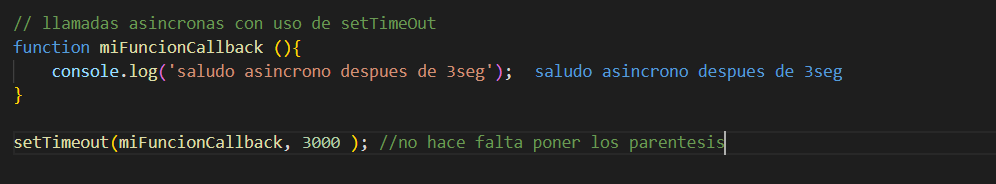 // llamadas asincronas con uso de setTimeOut
function miFuncionCallback (){
console.log('saludo asincrono despues de 3seg'); saludo asincrono despues de 3seg
}
setTimeout(miFuncionCallback, 3000 ); //no hace falta poner los parentesis